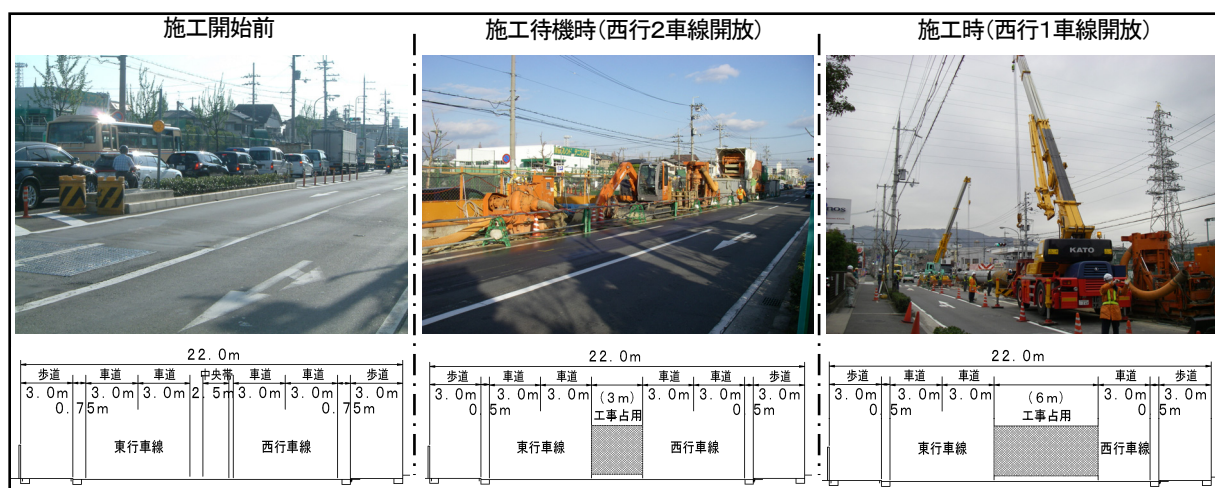 施工開始前
22.0m
歩道 車道 車道 中央帯 車道 車道 歩道
3.0m 3.0m 3.0m 2.5m 3.0m 3.0m 3.0m
0.75m 0.75m
東行車線 西行車線
施工待機時(西行2車線開放)
22.0m
歩道 車道 車道 車道 車道 歩道
3.0m 3.0m 3.0m (3m) 3.0m 3.0m 3.0m
0.5m 工事占用 0.5m
東行車線 西行車線
施工時(西行1車線開放)
KATO
22.0m
歩道 車道 車道 車道 歩道
3.0m 3.0m 3.0m (6m) 3.0m 3.0m
0.5m 工事占用 0.5m
東行車線 西行車線